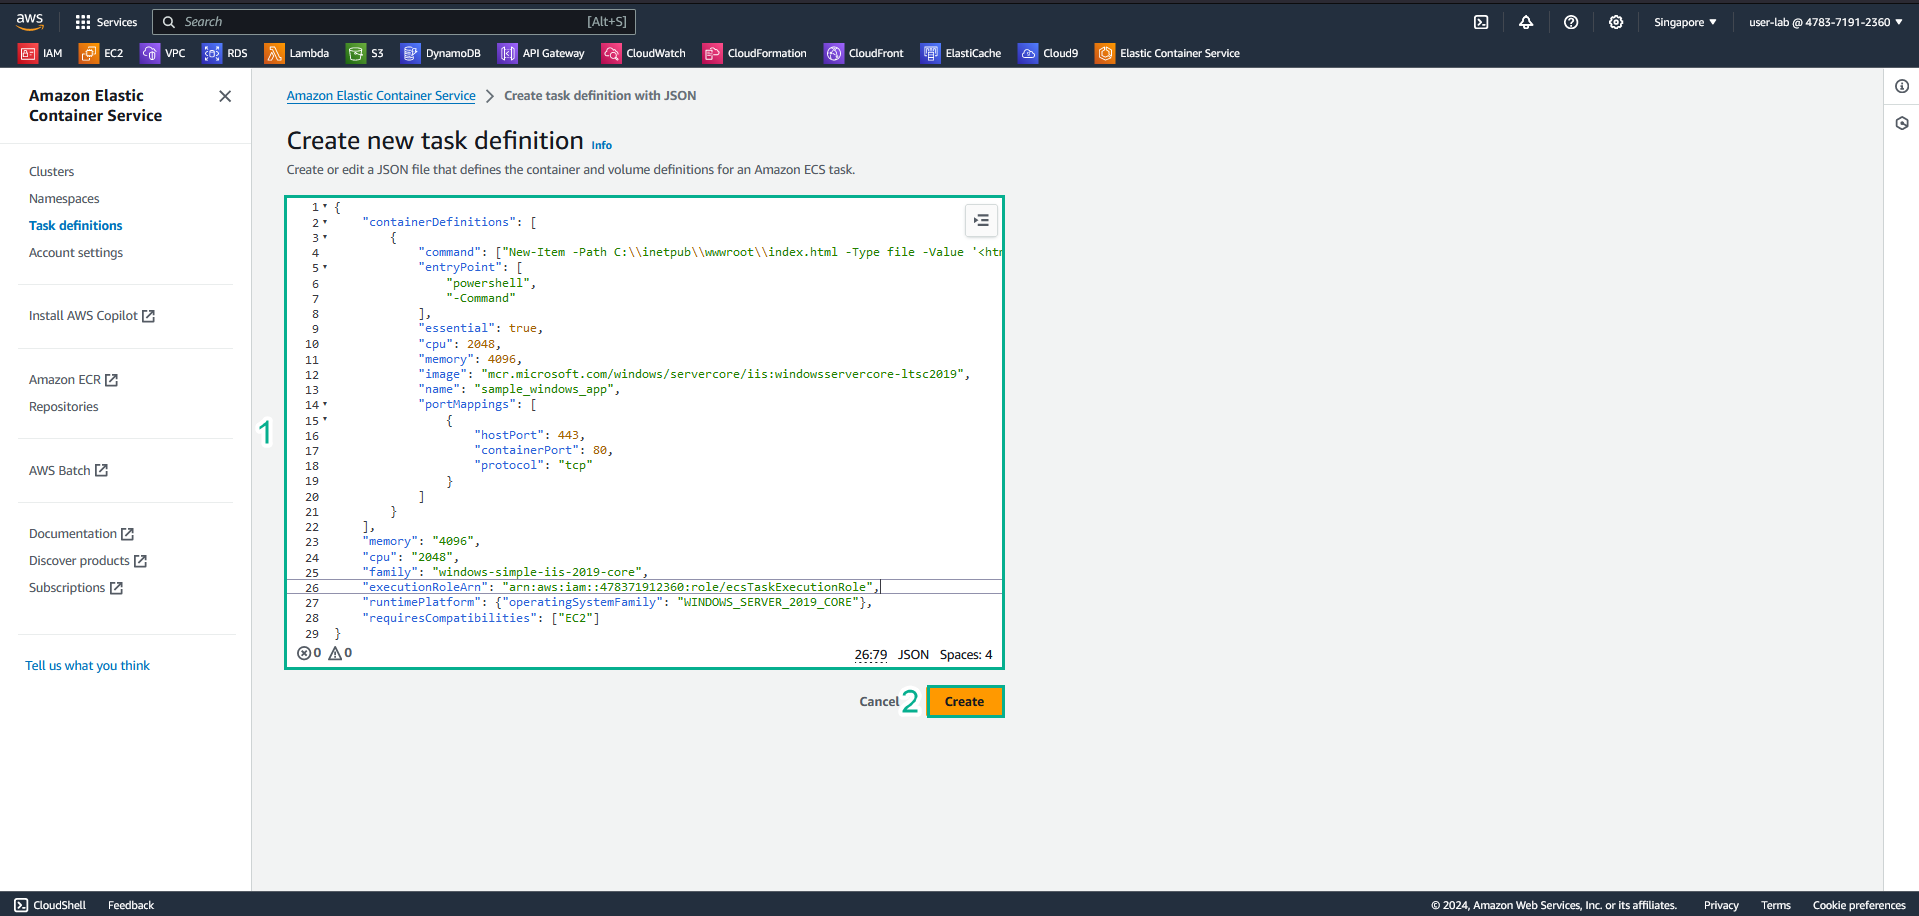 aws
Services
Search [Alt+S]
Singapore
user-lab @ 4783-7191-2360
IAM EC2 VPC RDS Lambda S3 DynamoDB API Gateway CloudWatch CloudFormation CloudFront ElastiCache Cloud9 Elastic Container Service
Amazon Elastic
Container Service
Clusters
Namespaces
Task definitions
Account settings
Install AWS Copilot
Amazon ECR
Repositories
AWS Batch
Documentation
Discover products
Subscriptions
Tell us what you think
Amazon Elastic Container Service > Create task definition with JSON
Create new task definition Info
Create or edit a JSON file that defines the container and volume definitions for an Amazon ECS task.
1
1 {
2 "containerDefinitions": [
3 {
4 "command": ["New-Item -Path C:\\inetpub\\wwwroot\\index.html -Type file -Value '<htm
5 "entryPoint": [
6 "powershell",
7 "-Command"
8 ],
9 "essential": true,
10 "cpu": 2048,
11 "memory": 4096,
12 "image": "mcr.microsoft.com/windows/servercore/iis:windowsservercore-ltsc2019",
13 "name": "sample_windows_app",
14 "portMappings": [
15 {
16 "hostPort": 443,
17 "containerPort": 80,
18 "protocol": "tcp"
19 }
20 ]
21 }
22 ],
23 "memory": "4096",
24 "cpu": "2048",
25 "family": "windows-simple-iis-2019-core",
26 "executionRoleArn": "arn:aws:iam::478371912360:role/ecsTaskExecutionRole",
27 "runtimePlatform": {"operatingSystemFamily": "WINDOWS_SERVER_2019_CORE"},
28 "requiresCompatibilities": ["EC2"]
29 }
0 0
26:79 JSON Spaces: 4
Cancel 2 Create
CloudShell Feedback
© 2024, Amazon Web Services, Inc. or its affiliates. Privacy Terms Cookie preferences